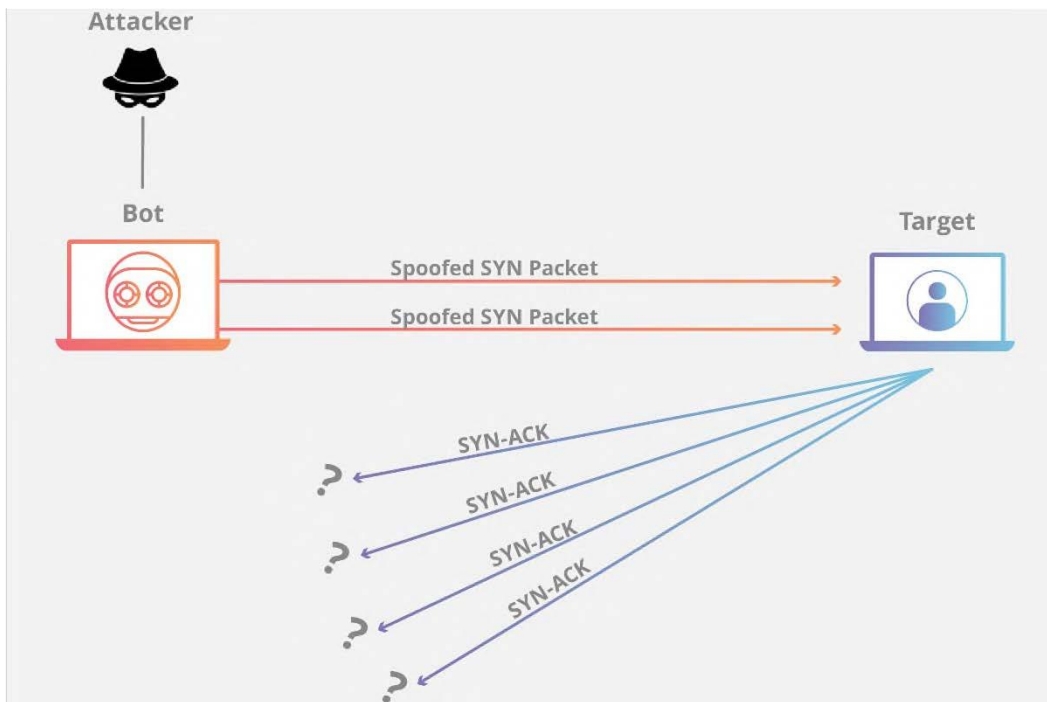 Attacker
Bot
Target
Spoofed SYN Packet
Spoofed SYN Packet
SYN-ACK
?
SYN-ACK
?
SYN-ACK
?
SYN-ACK
?